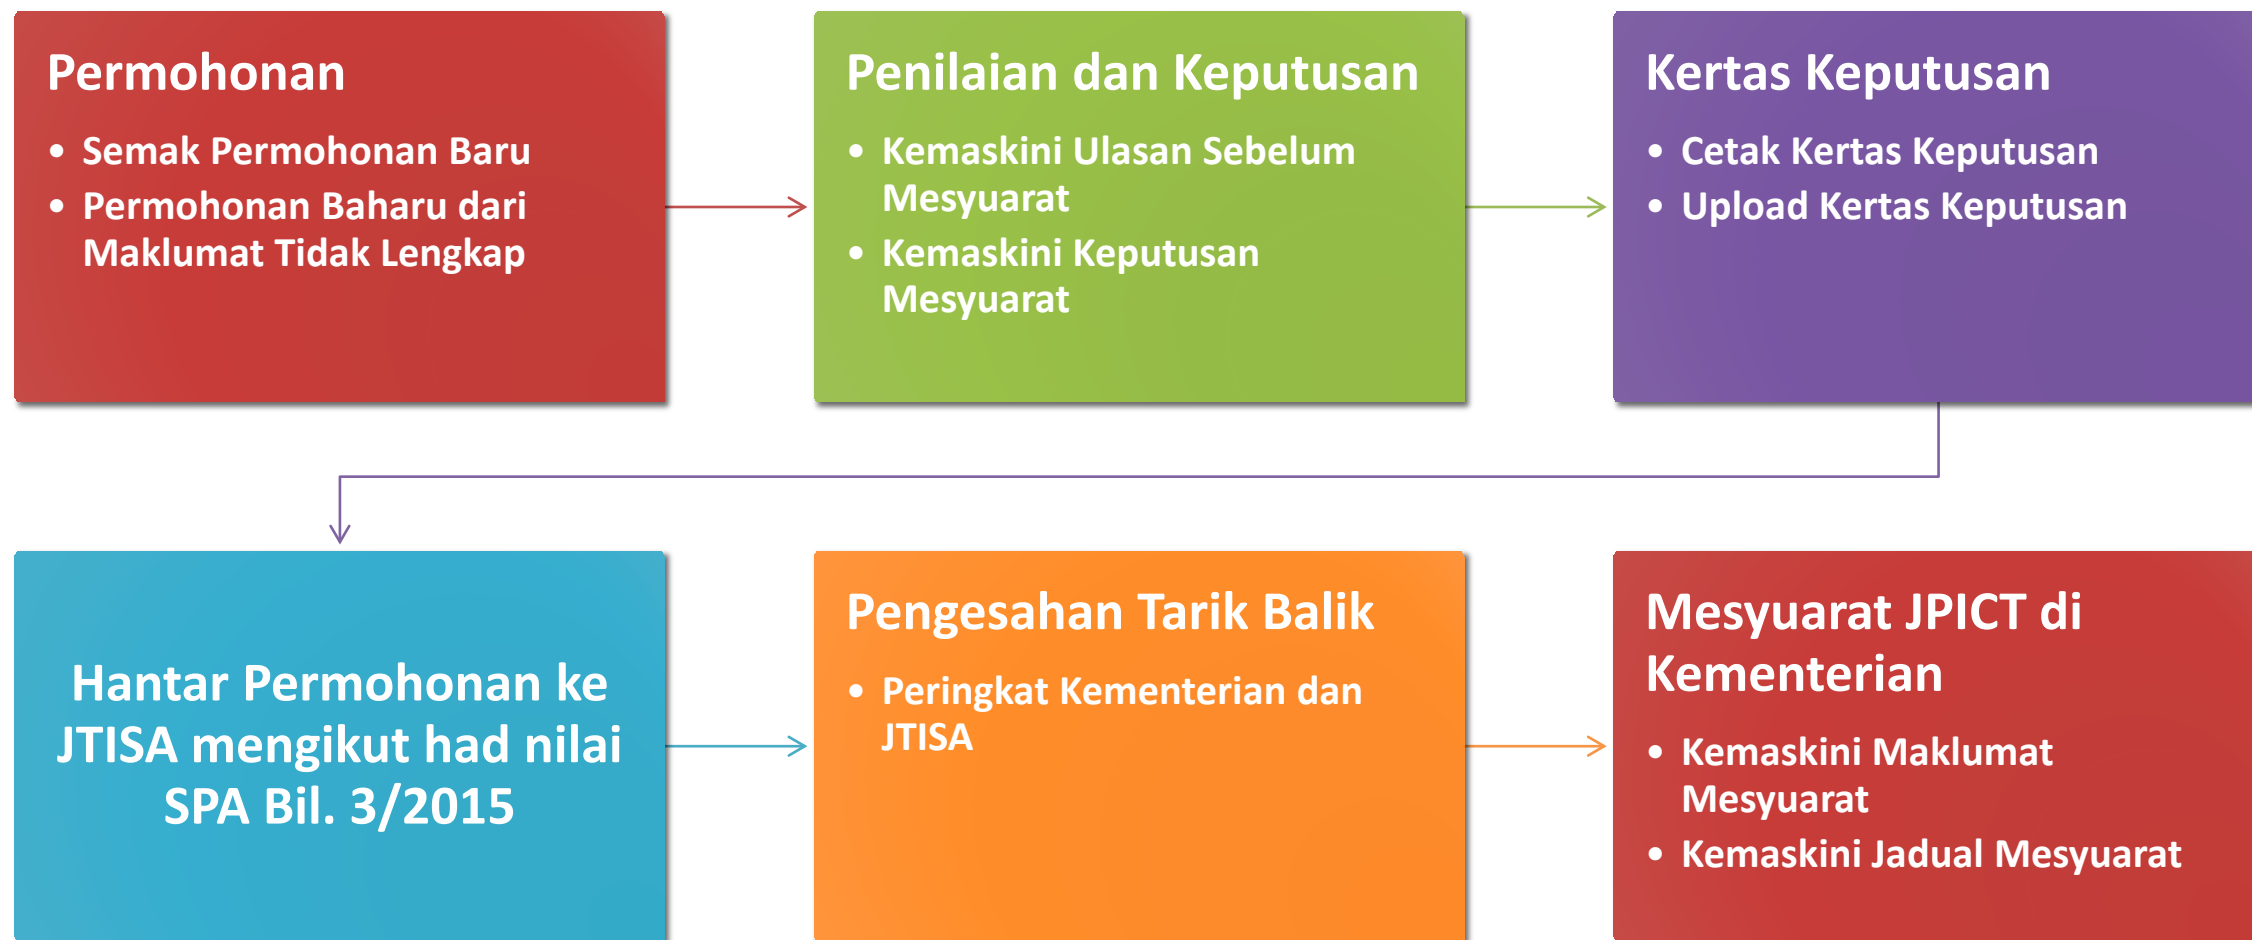 Permohonan
• Semak Permohonan Baru
• Permohonan Baharu dari
Maklumat Tidak Lengkap
Penilaian dan Keputusan
• Kemaskini Ulasan Sebelum
Mesyuarat
• Kemaskini Keputusan
Mesyuarat
Kertas Keputusan
• Cetak Kertas Keputusan
• Upload Kertas Keputusan
Hantar Permohonan ke
JTISA mengikut had nilai
SPA Bil. 3/2015
Pengesahan Tarik Balik
• Peringkat Kementerian dan
JTISA
Mesyuarat JPICT di
Kementerian
• Kemaskini Maklumat
Mesyuarat
• Kemaskini Jadual Mesyuarat